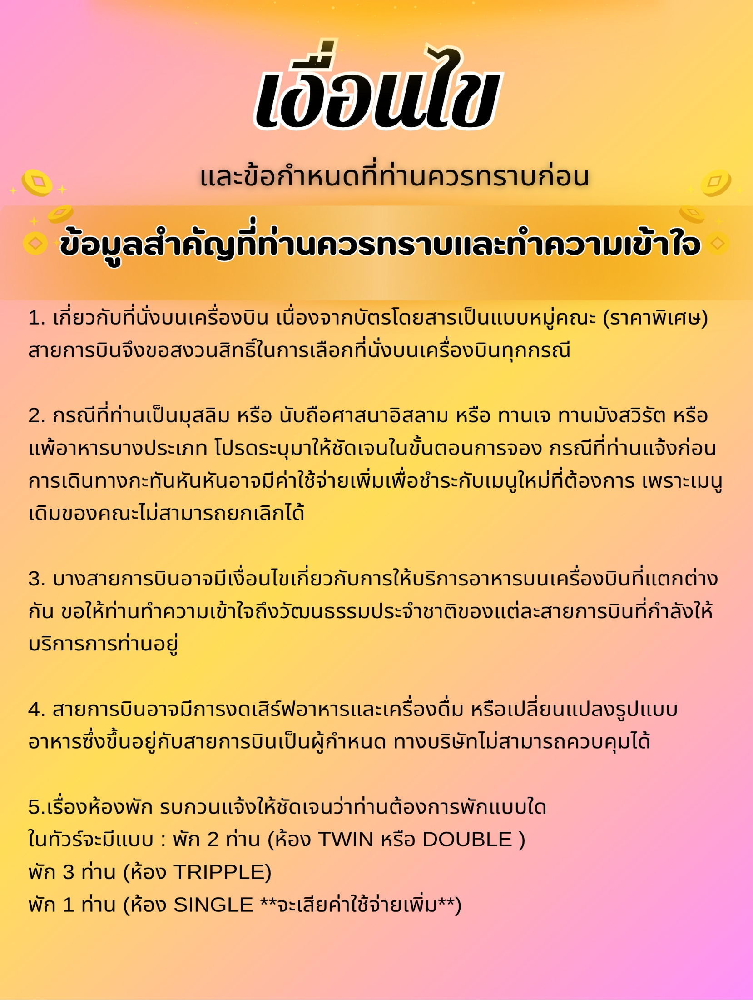 เงื่อนไข
และข้อกำหนดที่ท่านควรทราบก่อน
ข้อมูลสำคัญที่ท่านควรทราบและทำความเข้าใจ
1. เกี่ยวกับที่นั่งบนเครื่องบิน เนื่องจากบัตรโดยสารเป็นแบบหมู่คณะ (ราคาพิเศษ)
สายการบินจึงขอสงวนสิทธิ์ในการเลือกที่นั่งบนเครื่องบินทุกกรณี
2. กรณีที่ท่านเป็นมุสลิม หรือ นับถือศาสนาอิสลาม หรือ ทานเจ ทานมังสวิรัต หรือ
แพ้อาหารบางประเภท โปรดระบุมาให้ชัดเจนในขั้นตอนการจอง กรณีที่ท่านแจ้งก่อน
การเดินทางกะทันหันหันอาจมีค่าใช้จ่ายเพิ่มเพื่อชำระกับเมนูใหม่ที่ต้องการ เพราะเมนู
เดิมของคณะไม่สามารถยกเลิกได้
3. บางสายการบินอาจมีเงื่อนไขเกี่ยวกับการให้บริการอาหารบนเครื่องบินที่แตกต่าง
กัน ขอให้ท่านทำความเข้าใจถึงวัฒนธรรมประจำชาติของแต่ละสายการบินที่กำลังให้
บริการการท่านอยู่
4. สายการบินอาจมีการงดเสิร์ฟอาหารและเครื่องดื่ม หรือเปลี่ยนแปลงรูปแบบ
อาหารซึ่งขึ้นอยู่กับสายการบินเป็นผู้กำหนด ทางบริษัทไม่สามารถควบคุมได้
5.เรื่องห้องพัก รบกวนแจ้งให้ชัดเจนว่าท่านต้องการพักแบบใด
ในทัวร์จะมีแบบ : พัก 2 ท่าน (ห้อง TWIN หรือ DOUBLE )
พัก 3 ท่าน (ห้อง TRIPPLE)
พัก 1 ท่าน (ห้อง SINGLE **จะเสียค่าใช้จ่ายเพิ่ม**)